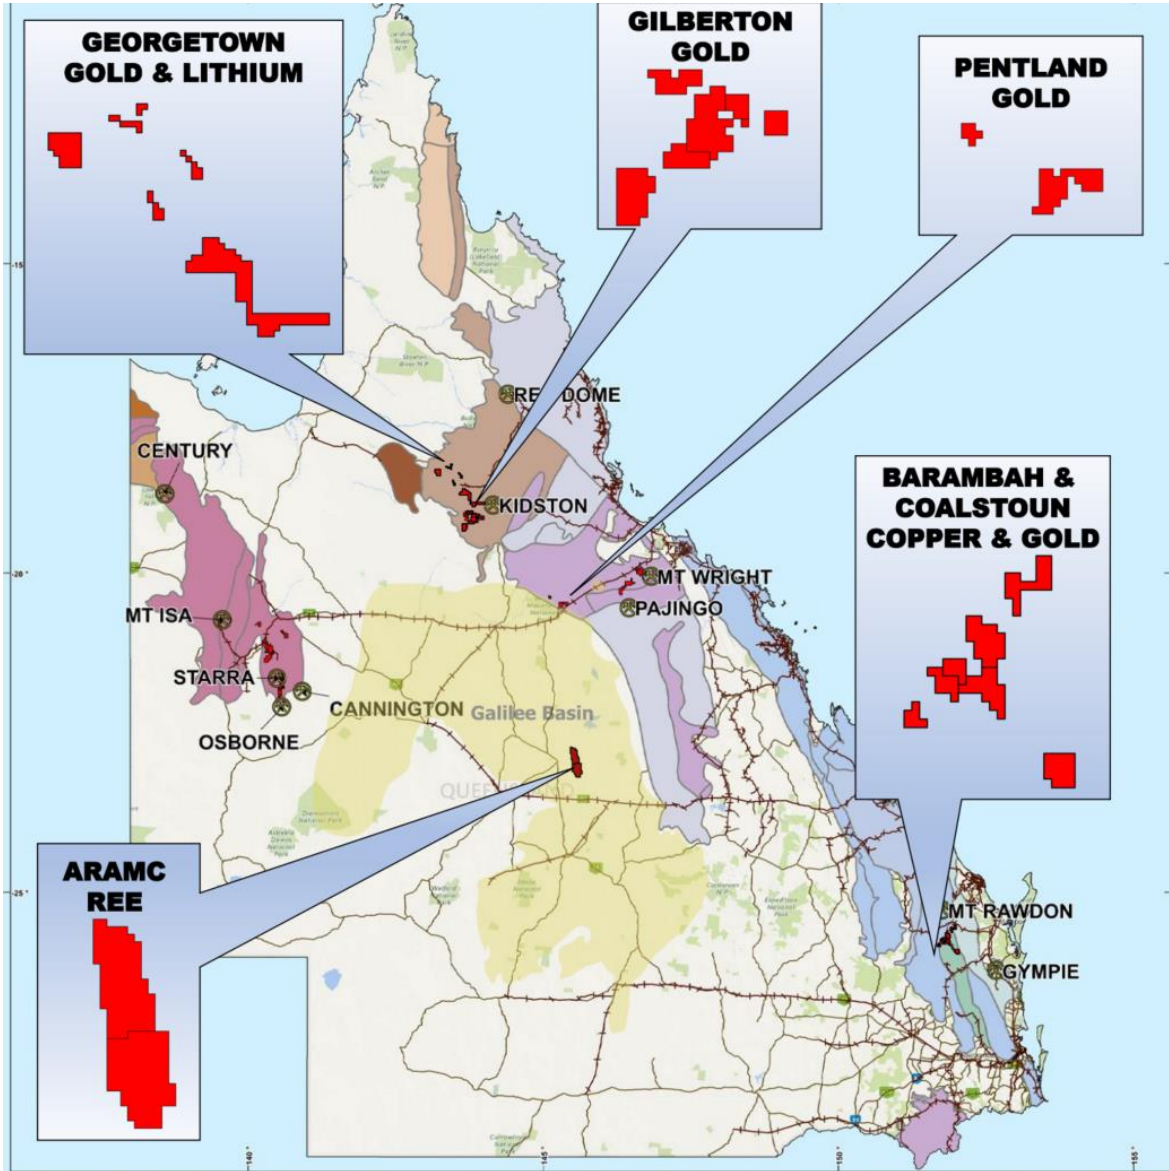 GEORGETOWN
GOLD & LITHIUM
GILBERTON
GOLD
PENTLAND
GOLD
-15°
CENTURY
KIDSTON
BARAMBAH &
COALSTOUN
COPPER & GOLD
-20°
MT WRIGHT
PAJINGO
MT ISA
STARRA
CANNINGTON
Galilee Basin
OSBORNE
ARAMC
REE
-25°
MT RAWDON
GYMPIE
140°
145°
150°
155°